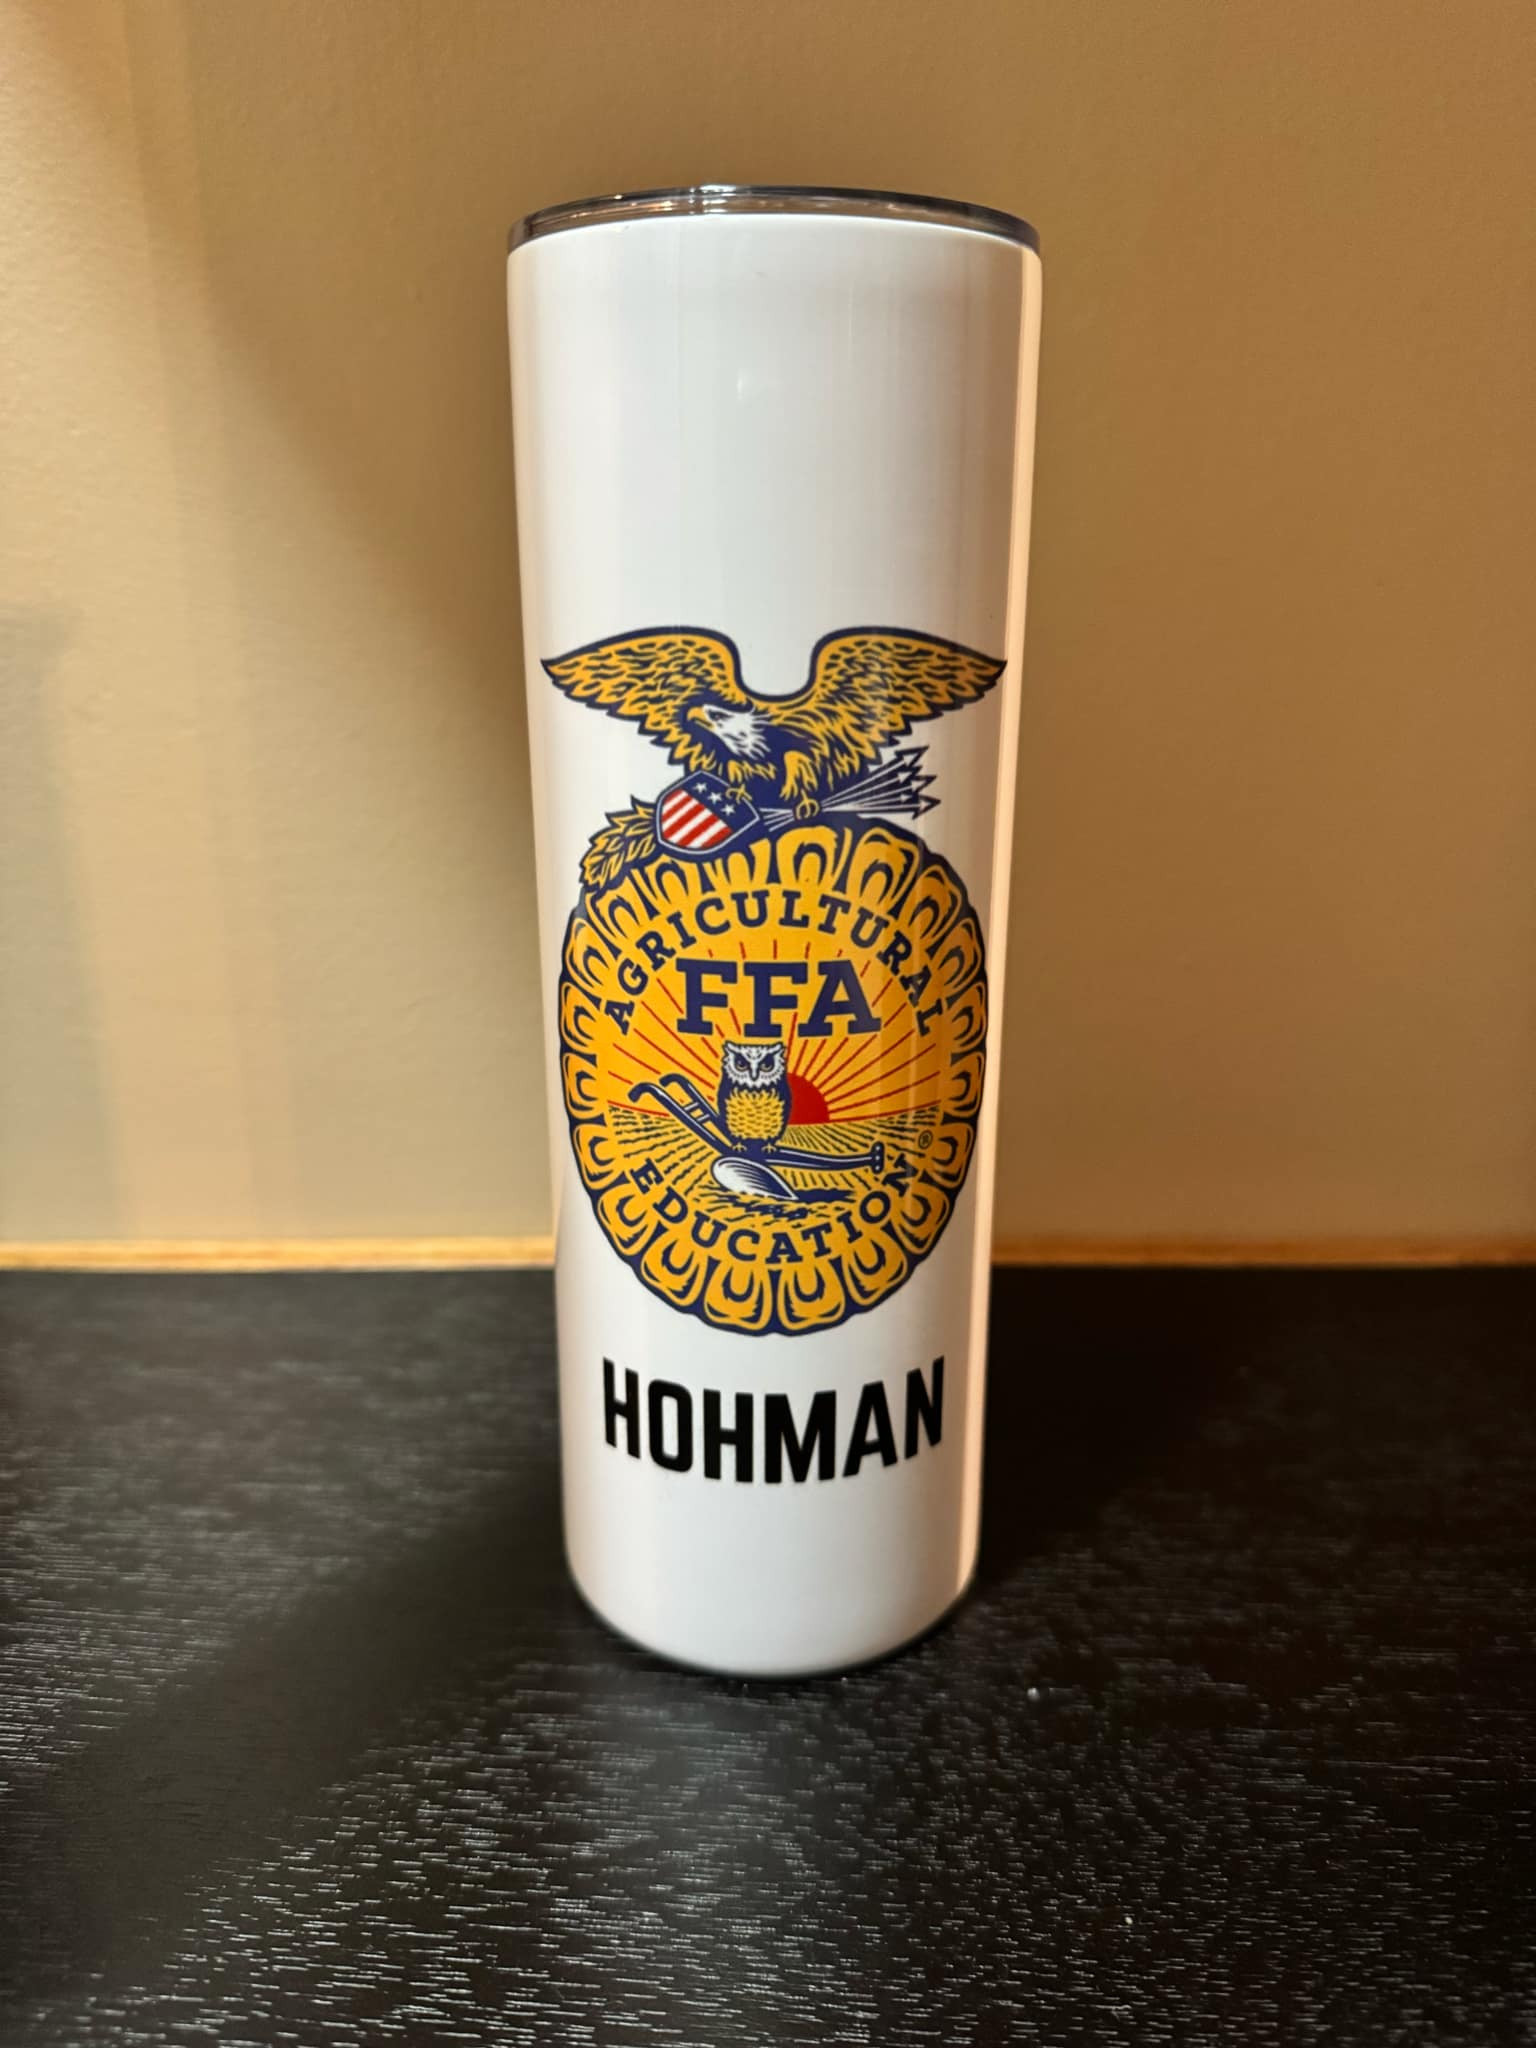 AGRICULTURAL
FFA
®
EDUCATION
HOHMAN